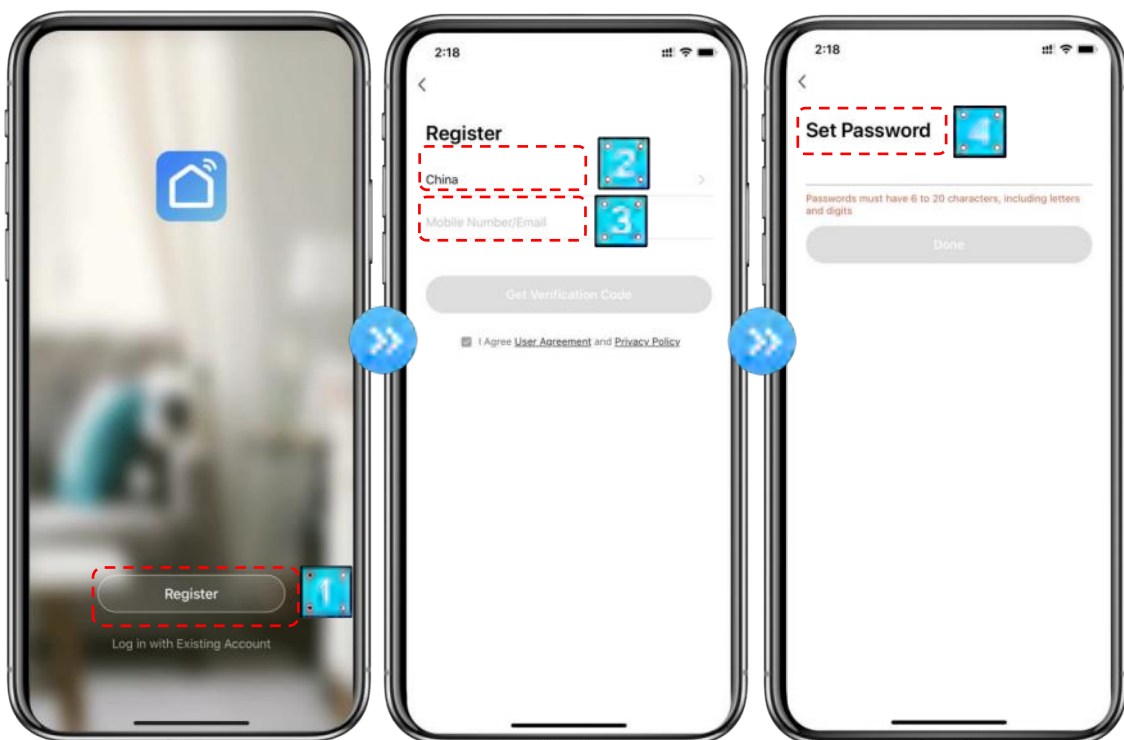 Register
1
Log in with Existing Account
2:18
Register
China
2
Mobile Number/Email
3
Get Verification Code
I Agree User Agreement and Privacy Policy
2:18
Set Password
4
Passwords must have 6 to 20 characters, including letters
and digits
Done